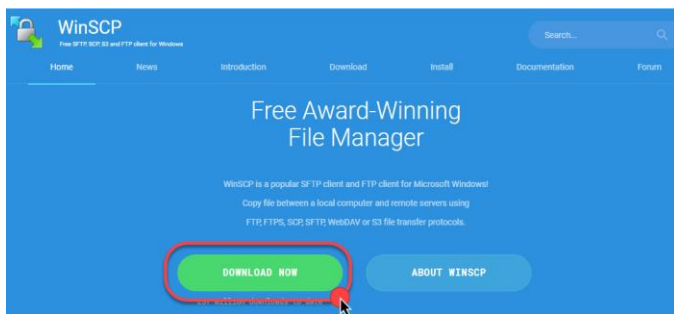 WinSCP
Free SFTP, SCP, S3 and FTP client for Windows
Search...
Home News Introduction Download Install Documentation Forum
Free Award-Winning
File Manager
WinSCP is a popular SFTP client and FTP client for Microsoft Windows!
Copy file between a local computer and remote servers using
FTP, FTPS, SCP, SFTP, WebDAV or S3 file transfer protocols.
DOWNLOAD NOW ABOUT WINSCP